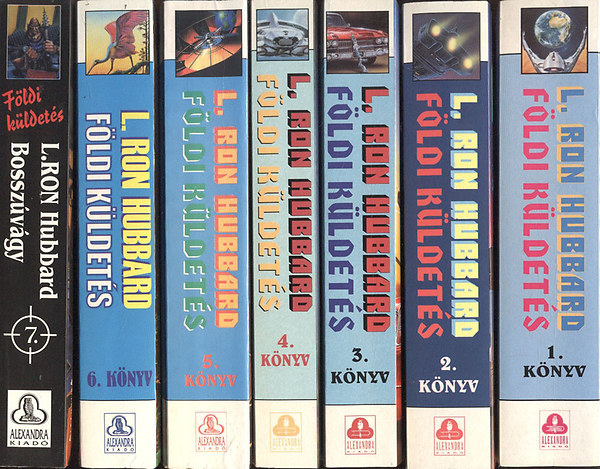 Földi
küldetés
L.RON Hubbard
Bosszúvágy
7.
ALEXANDRA
KIADÓ
L. RON HUBBARD
FÖLDI KÜLDETÉS
6. KÖNYV
ALEXANDRA
KIADÓ
L. RON HUBBARD
FÖLDI KÜLDETÉS
5.
KÖNYV
ALEXANDRA
KIADÓ
L. RON HUBBARD
FÖLDI KÜLDETÉS
4.
KÖNYV
ALEXANDRA
KIADÓ
L. RON HUBBARD
FÖLDI KÜLDETÉS
3.
KÖNYV
ALEXANDRA
KIADÓ
L. RON HUBBARD
FÖLDI KÜLDETÉS
2.
KÖNYV
ALEXANDRA
KIADÓ
L. RON HUBBARD
FÖLDI KÜLDETÉS
1.
KÖNYV
ALEXANDRA
KIADÓ